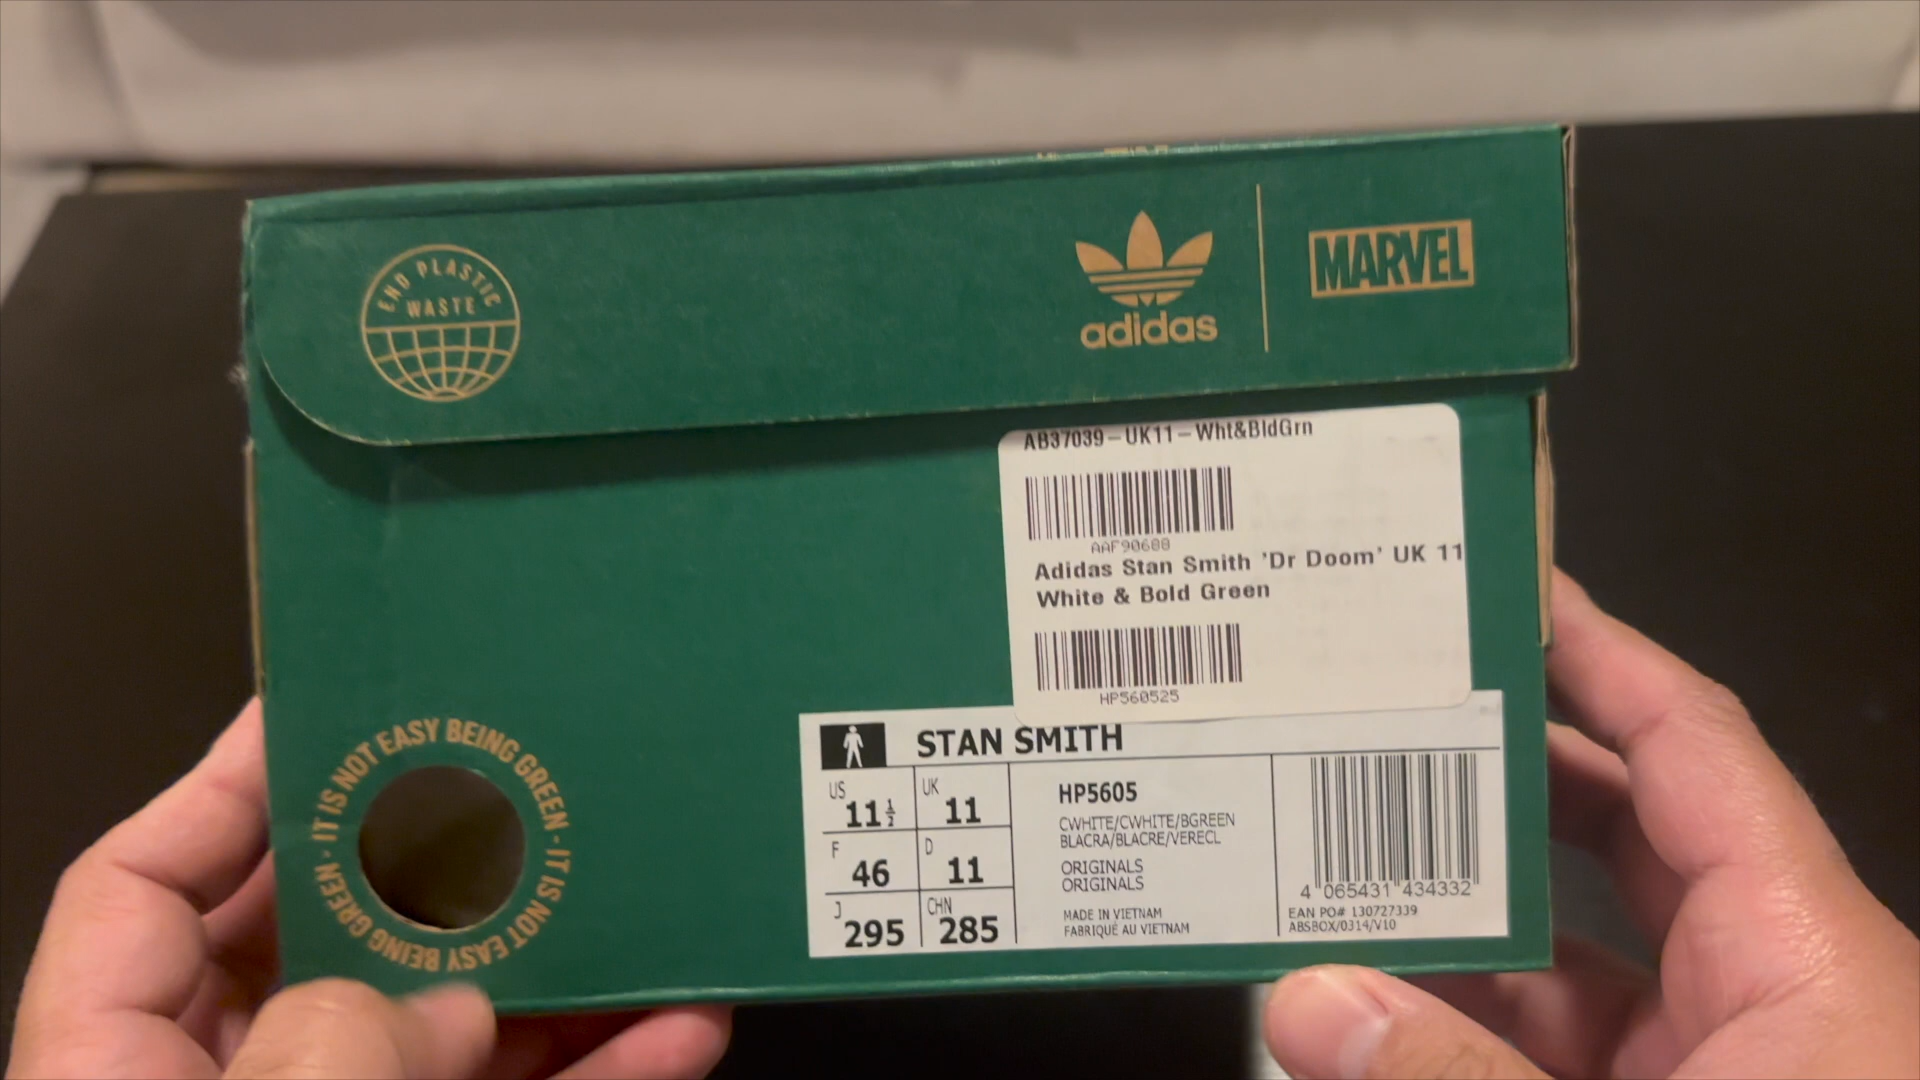 END PLASTIC
WASTE
adidas
MARVEL
AB37039-UK11-Wht&BldGrn
AAF90688
Adidas Stan Smith 'Dr Doom' UK 11
White & Bold Green
HP560525
STAN SMITH
US
11½
UK
11
F
46
D
11
J
295
CHN
285
HP5605
CWHITE/CWHITE/BGREEN
BLACRA/BLACRE/VERECL
ORIGINALS
ORIGINALS
MADE IN VIETNAM
FABRIQUÉ AU VIETNAM
4 065431 434332
EAN PO# 130727339
ABSBOX/0314/V10
IT IS NOT EASY BEING GREEN - IT IS NOT EASY BEING GREEN -